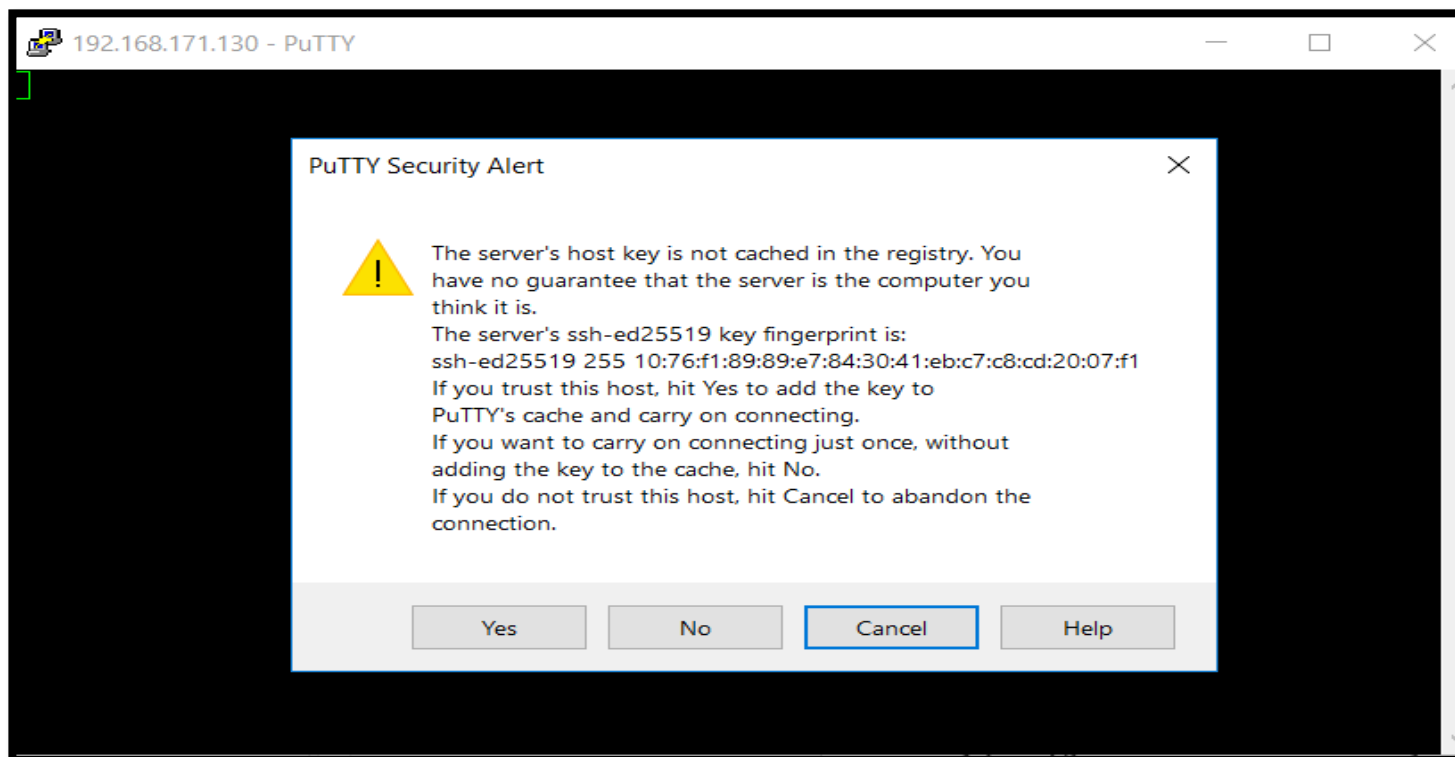 192.168.171.130 - PuTTY
PuTTY Security Alert
The server's host key is not cached in the registry. You
have no guarantee that the server is the computer you
think it is.
The server's ssh-ed25519 key fingerprint is:
ssh-ed25519 255 10:76:f1:89:89:e7:84:30:41:eb:c7:c8:cd:20:07:f1
If you trust this host, hit Yes to add the key to
PuTTY's cache and carry on connecting.
If you want to carry on connecting just once, without
adding the key to the cache, hit No.
If you do not trust this host, hit Cancel to abandon the
connection.
Yes No Cancel Help